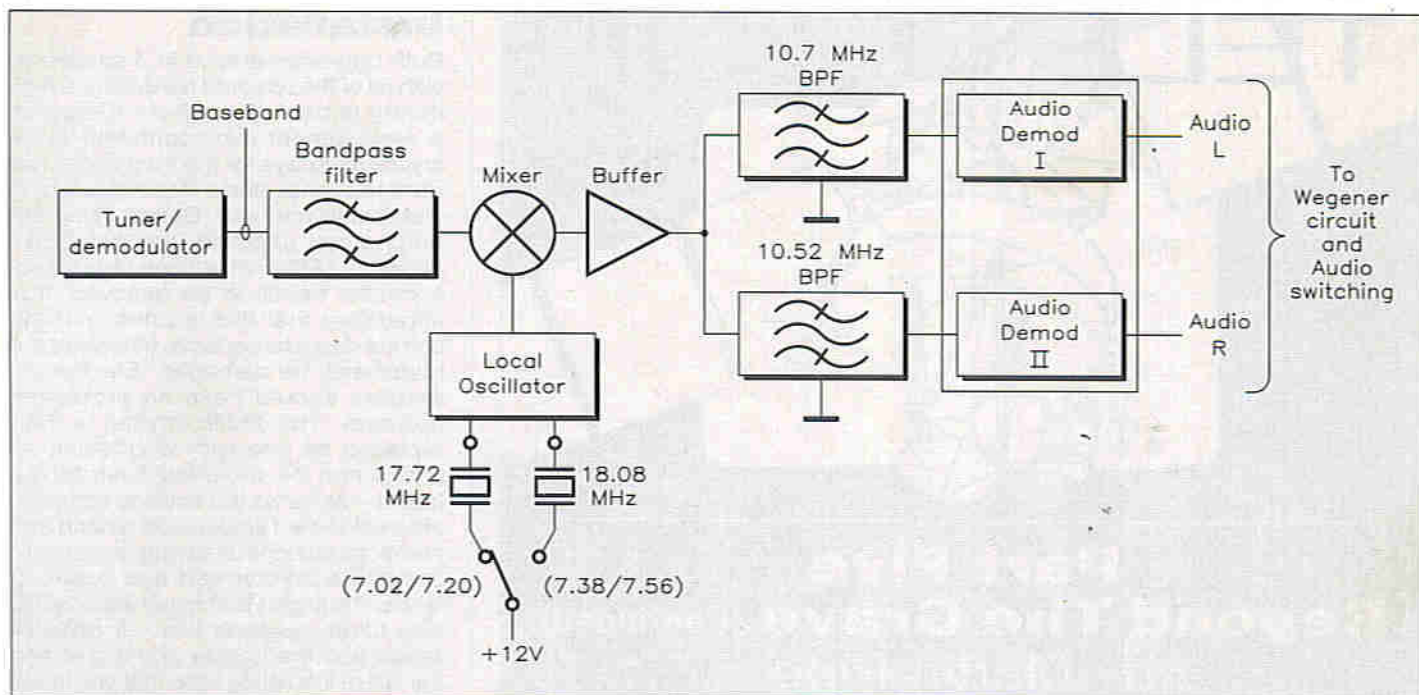 Baseband
Tuner/
demodulator
Bandpass
filter
Mixer
Buffer
Local
Oscillator
17.72
MHz
18.08
MHz
(7.02/7.20)
(7.38/7.56)
+12V
10.7 MHz
BPF
10.52 MHz
BPF
Audio
Demod
I
Audio
Demod
II
Audio
L
Audio
R
To
Wegener
circuit
and
Audio
switching